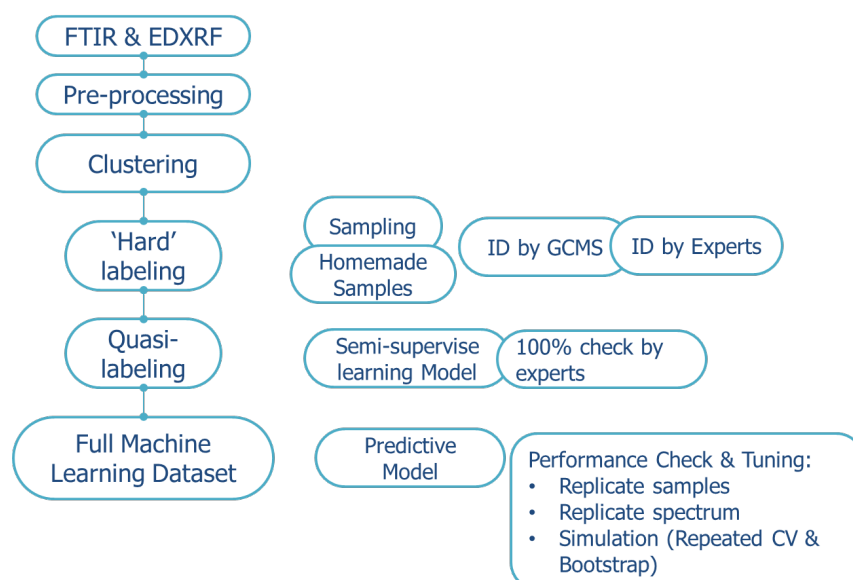 FTIR & EDXRF
Pre-processing
Clustering
‘Hard’
labeling
Sampling
Homemade
Samples
ID by GCMS
ID by Experts
Quasi-
labeling
Semi-supervise
learning Model
100% check by
experts
Full Machine
Learning Dataset
Predictive
Model
Performance Check & Tuning:
• Replicate samples
• Replicate spectrum
• Simulation (Repeated CV &
Bootstrap)